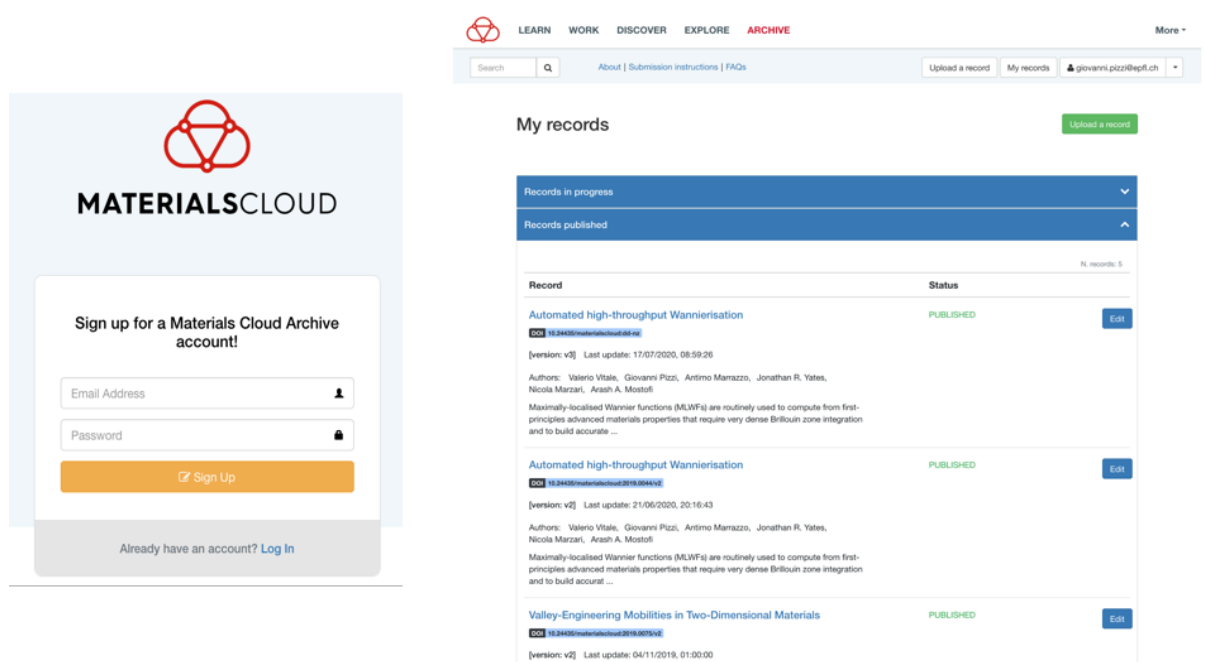 MATERIALSCLOUD
Sign up for a Materials Cloud Archive
account!
Email Address
Password
Sign Up
Already have an account? Log In
LEARN WORK DISCOVER EXPLORE ARCHIVE More
Search About | Submission instructions | FAQs Upload a record My records giovanni.pizzi@epfl.ch
My records Upload a record
Records in progress
Records published
N. records: 5
Record Status
Automated high-throughput Wannierisation PUBLISHED Edit
DOI 10.24435/materialscloud:dd-nz
[version: v3] Last update: 17/07/2020, 08:59:26
Authors: Valerio Vitale, Giovanni Pizzi, Antimo Marrazzo, Jonathan R. Yates,
Nicola Marzari, Arash A. Mostofi
Maximally-localised Wannier functions (MLWFs) are routinely used to compute from first-
principles advanced materials properties that require very dense Brillouin zone integration
and to build accurate ...
Automated high-throughput Wannierisation PUBLISHED Edit
DOI 10.24435/materialscloud:2019.0044/v2
[version: v2] Last update: 21/06/2020, 20:16:43
Authors: Valerio Vitale, Giovanni Pizzi, Antimo Marrazzo, Jonathan R. Yates,
Nicola Marzari, Arash A. Mostofi
Maximally-localised Wannier functions (MLWFs) are routinely used to compute from first-
principles advanced materials properties that require very dense Brillouin zone integration
and to build accurat ...
Valley-Engineering Mobilities in Two-Dimensional Materials PUBLISHED Edit
DOI 10.24435/materialscloud:2019.0075/v2
[version: v2] Last update: 04/11/2019, 01:00:00